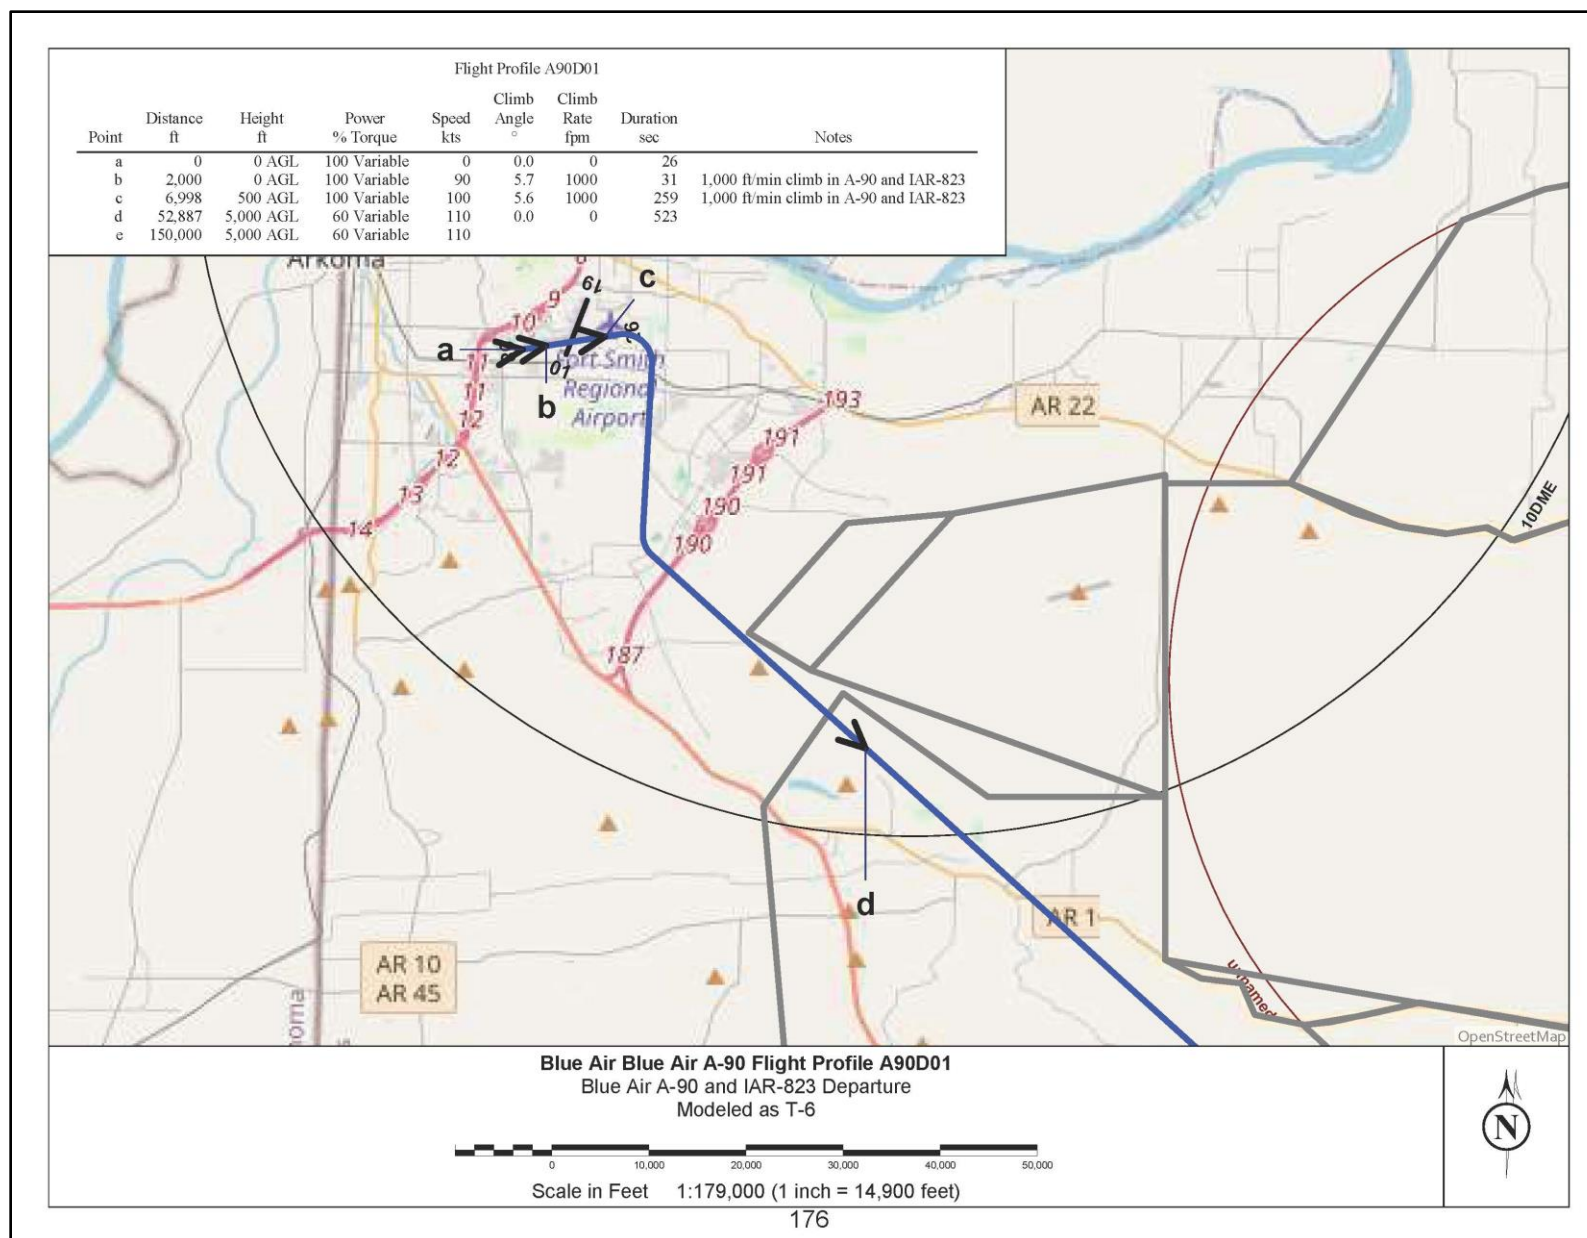 Flight Profile A90D01
Climb Climb
Distance Height Power Speed Angle Rate Duration
Point ft ft % Torque kts ° fpm sec Notes
a 0 0 AGL 100 Variable 0 0.0 0 26
b 2,000 0 AGL 100 Variable 90 5.7 1000 31 1,000 ft/min climb in A-90 and IAR-823
c 6,998 500 AGL 100 Variable 100 5.6 1000 259 1,000 ft/min climb in A-90 and IAR-823
d 52,887 5,000 AGL 60 Variable 110 0.0 0 523
e 150,000 5,000 AGL 60 Variable 110
Arkoma
8
9
10
19
c
a
01
b
Fort Smith
Regional
Airport
11
11
12
12
13
14
193
191
191
190
190
187
AR 22
10DME
d
AR 1
AR 10
AR 45
unnamed
OpenStreetMap
Blue Air Blue Air A-90 Flight Profile A90D01
Blue Air A-90 and IAR-823 Departure
Modeled as T-6
0 10,000 20,000 30,000 40,000 50,000
Scale in Feet 1:179,000 (1 inch = 14,900 feet)
N
176